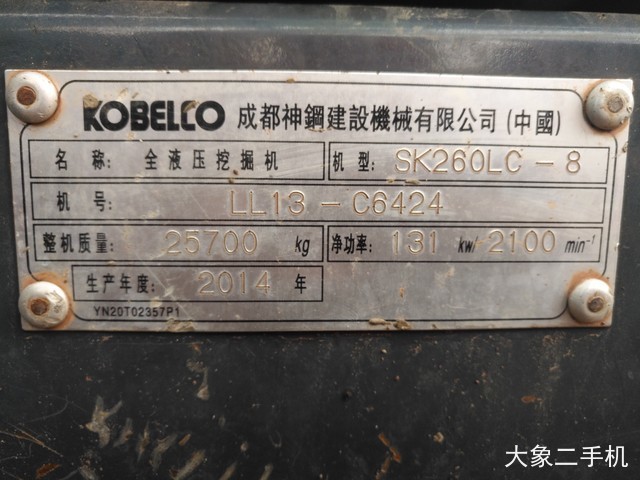 KOBELCO 成都神鋼建設機械有限公司(中國)
名称: 全液压挖掘机 机型: SK260LC-8
机号: LL13-C6424
整机质量: 25700 kg 净功率: 131 kw/ 2100 min⁻¹
生产年度: 2014 年
YN20T02357P1
大象二手机